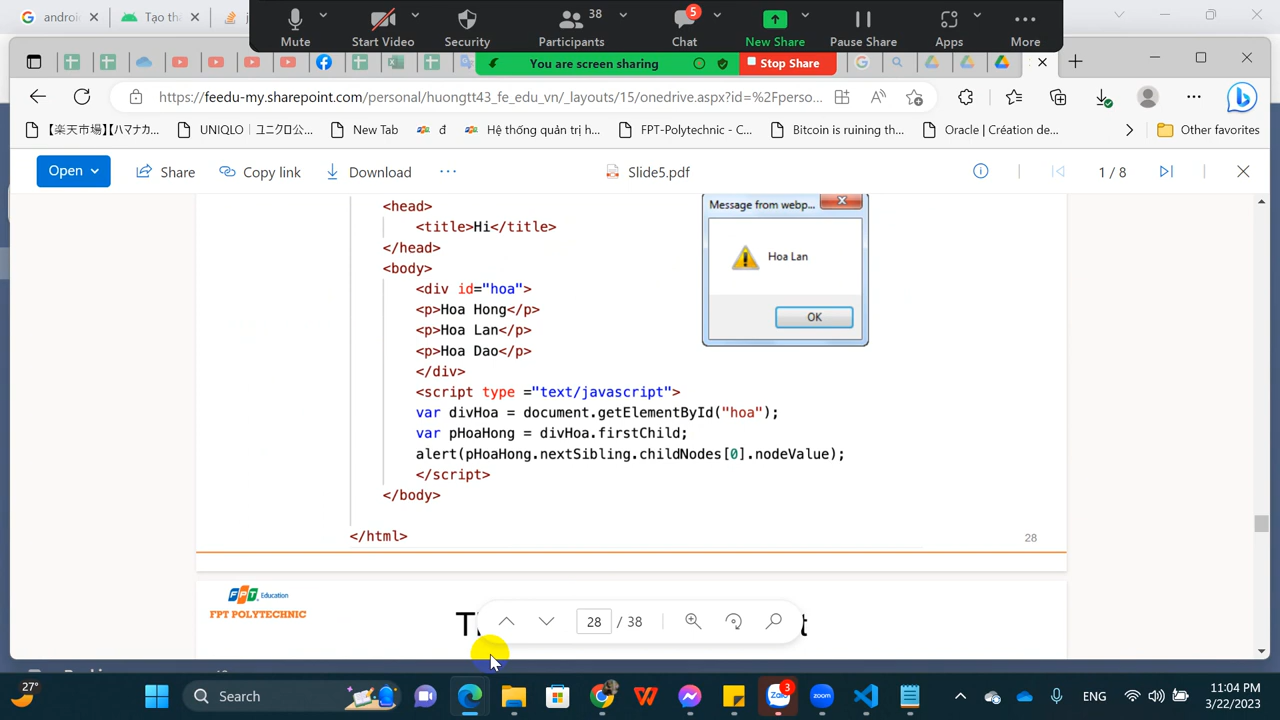 androi
Tạo thà
j
Mute
Start Video
Security
38
Participants
5
Chat
New Share
Pause Share
Apps
More
You are screen sharing
Stop Share
https://feedu-my.sharepoint.com/personal/huongtt43_fe_edu_vn/_layouts/15/onedrive.aspx?id=%2Fperso...
【楽天市場】【ハマナカ...
UNIQLO | ユニクロ公...
New Tab
đ
Hệ thống quản trị h...
FPT-Polytechnic - C...
Bitcoin is ruining th...
Oracle | Création de...
Other favorites
Open
Share
Copy link
Download
Slide5.pdf
1 / 8
<head>
<title>Hi</title>
</head>
<body>
<div id="hoa">
<p>Hoa Hong</p>
<p>Hoa Lan</p>
<p>Hoa Dao</p>
</div>
<script type ="text/javascript">
var divHoa = document.getElementById("hoa");
var pHoaHong = divHoa.firstChild;
alert(pHoaHong.nextSibling.childNodes[0].nodeValue);
</script>
</body>
</html>
Message from webp...
Hoa Lan
OK
28
FPT Education
FPT POLYTECHNIC
28 / 38
27°
Search
3
ENG
11:04 PM
3/22/2023